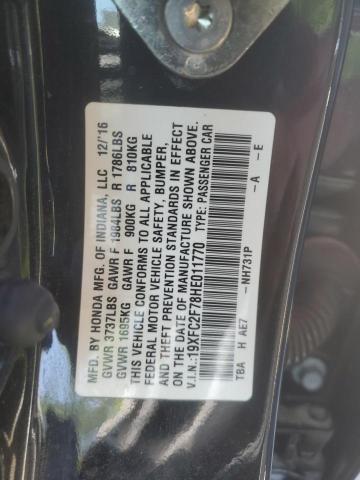 MFG. BY HONDA MFG. OF INDIANA, LLC 12/'16
GVWR 3737LBS GAWR F 1984LBS R 1786LBS
GVWR 1695KG GAWR F 900KG R 810KG
THIS VEHICLE CONFORMS TO ALL APPLICABLE
FEDERAL MOTOR VEHICLE SAFETY, BUMPER,
AND THEFT PREVENTION STANDARDS IN EFFECT
ON THE DATE OF MANUFACTURE SHOWN ABOVE.
V.I.N.:19XFC2F78HE011770 TYPE: PASSENGER CAR
-NH731P -A -E
TBA H AE7